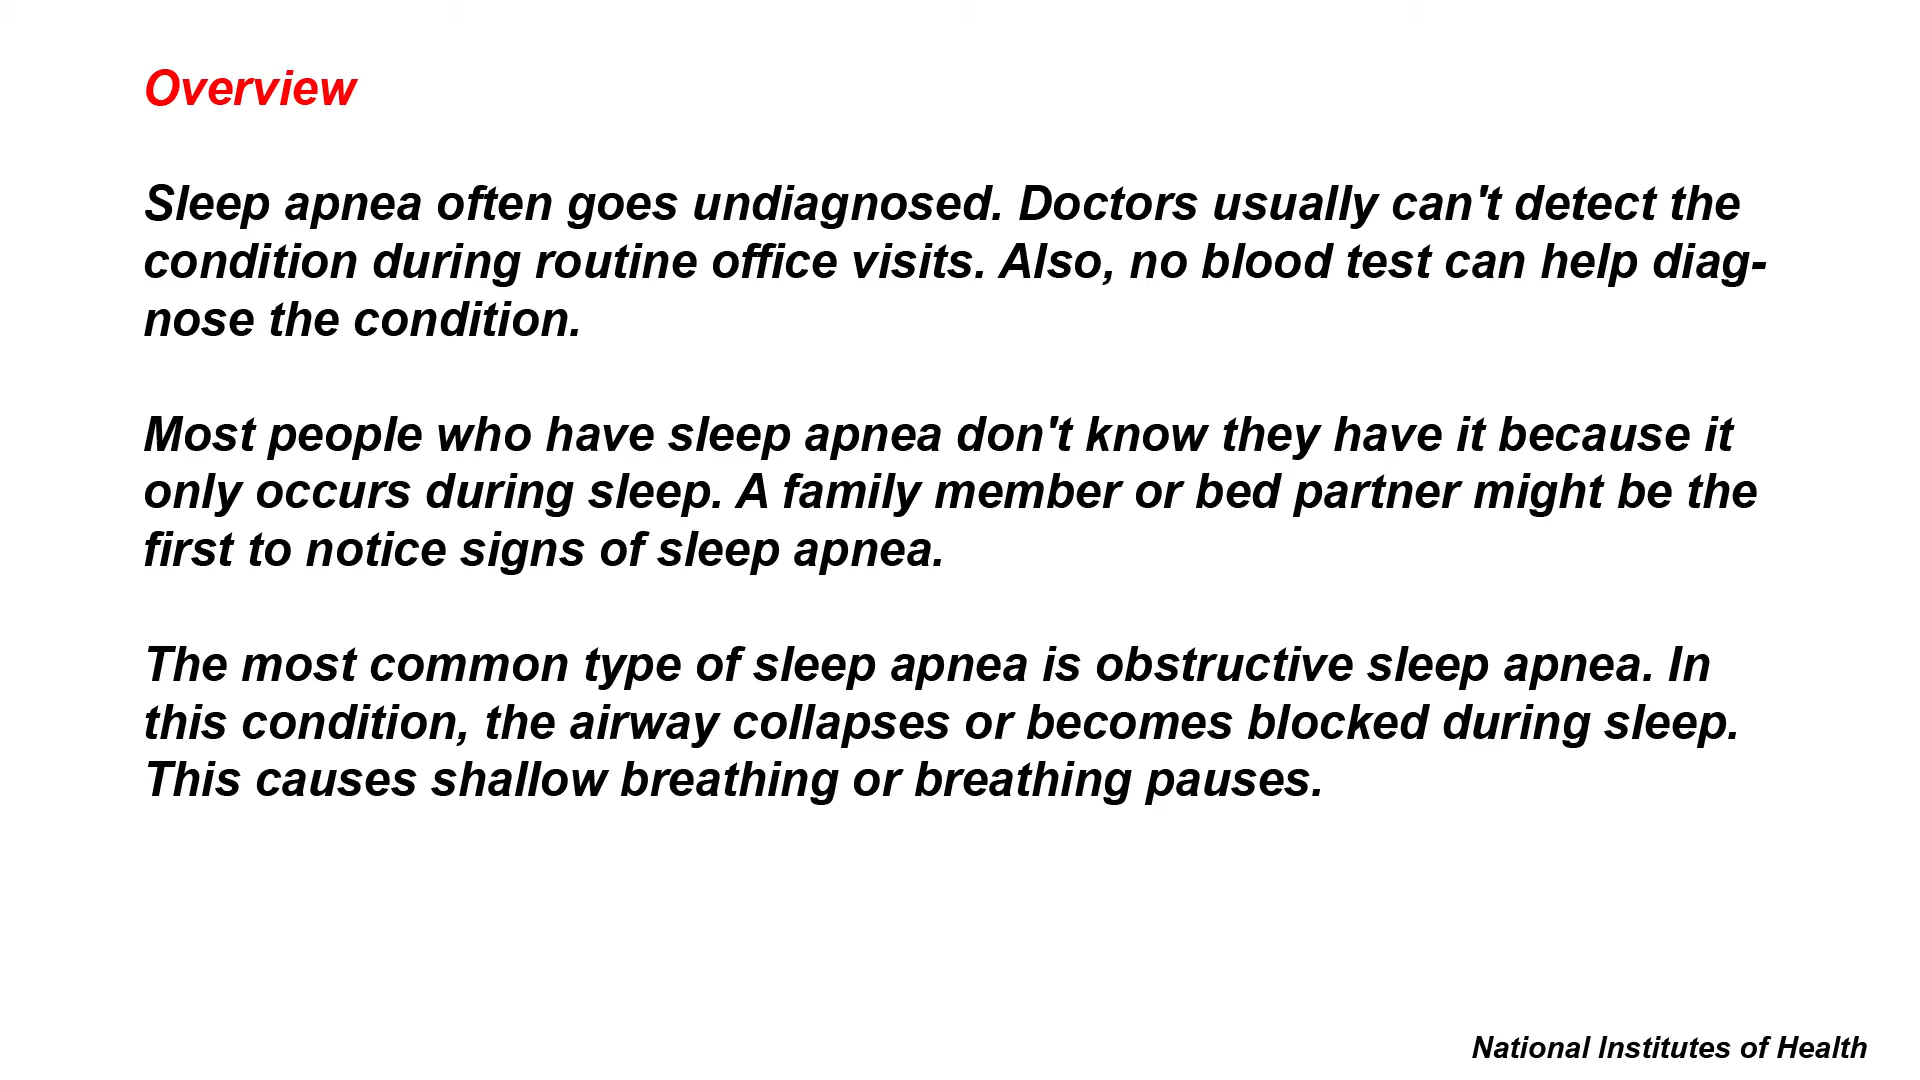 Overview
Sleep apnea often goes undiagnosed. Doctors usually can't detect the
condition during routine office visits. Also, no blood test can help diag-
nose the condition.
Most people who have sleep apnea don't know they have it because it
only occurs during sleep. A family member or bed partner might be the
first to notice signs of sleep apnea.
The most common type of sleep apnea is obstructive sleep apnea. In
this condition, the airway collapses or becomes blocked during sleep.
This causes shallow breathing or breathing pauses.
National Institutes of Health